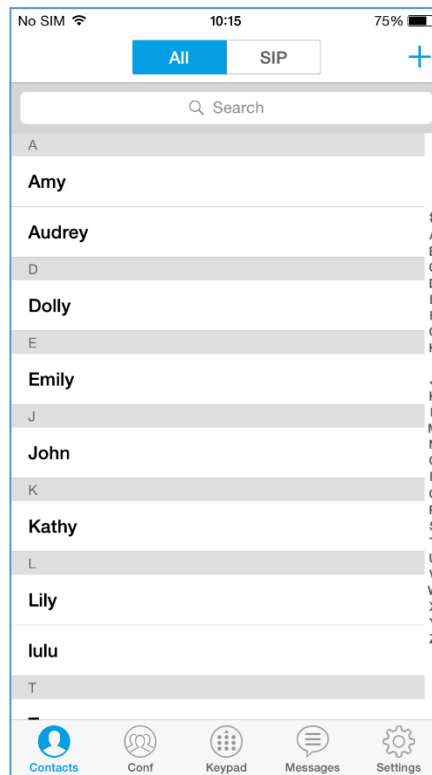 No SIM 10:15 75%
All SIP +
Search
A
Amy
Audrey
D
Dolly
E
Emily
J
John
K
Kathy
L
Lily
lulu
T
Contacts Conf Keypad Messages Settings